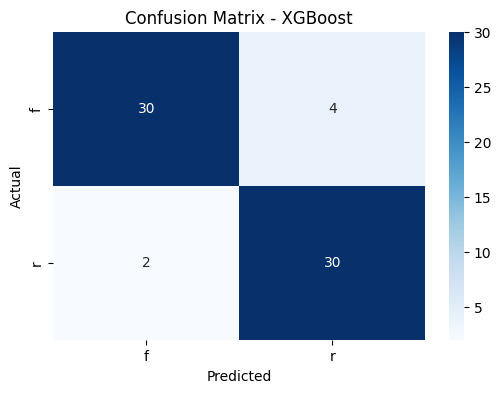 Confusion Matrix - XGBoost
30
4
2
30
f
r
Actual
f
r
Predicted
30
25
20
15
10
5